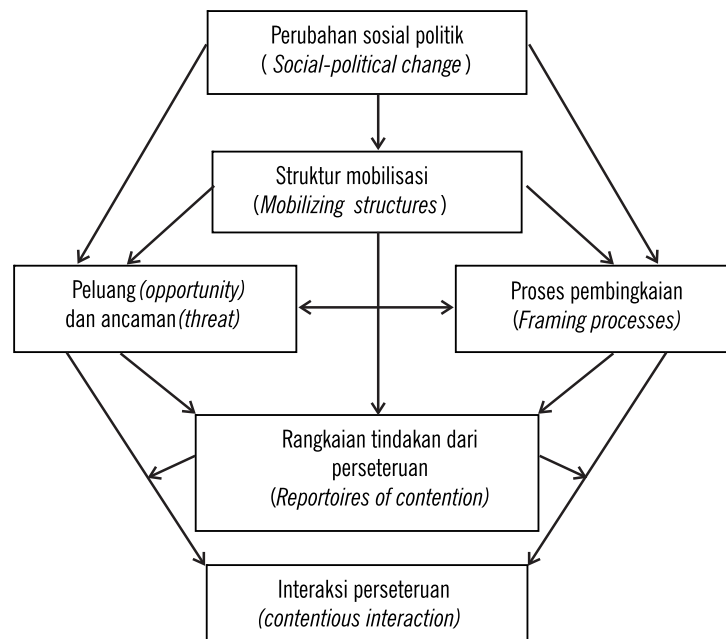 Perubahan sosial politik
( Social-political change )
Struktur mobilisasi
(Mobilizing structures )
Peluang (opportunity)
dan ancaman (threat)
Proses pembingkaian
(Framing processes)
Rangkaian tindakan dari
perseteruan
(Reportoires of contention)
Interaksi perseteruan
(contentious interaction)